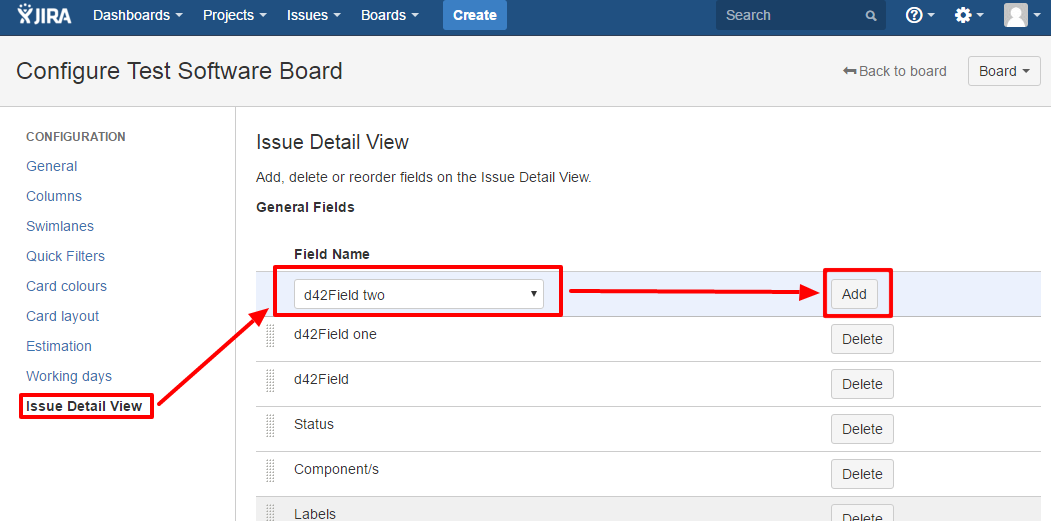 JIRA Dashboards Projects Issues Boards Create Search
Configure Test Software Board Back to board Board
CONFIGURATION
General
Columns
Swimlanes
Quick Filters
Card colours
Card layout
Estimation
Working days
Issue Detail View
Issue Detail View
Add, delete or reorder fields on the Issue Detail View.
General Fields
Field Name
d42Field two Add
d42Field one Delete
d42Field Delete
Status Delete
Component/s Delete
Labels Delete